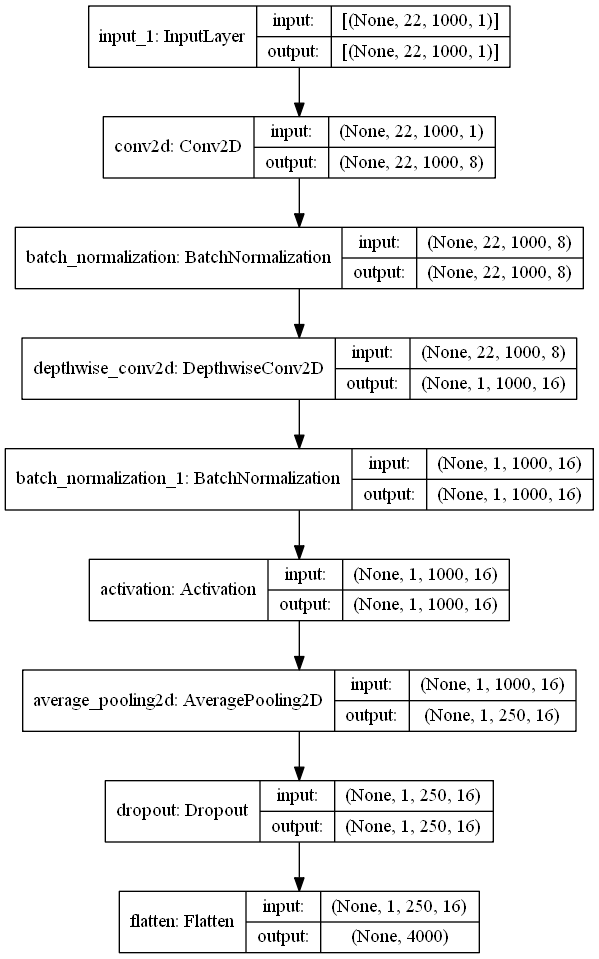 input_1: InputLayer
input:
[(None, 22, 1000, 1)]
output:
[(None, 22, 1000, 1)]
conv2d: Conv2D
input:
(None, 22, 1000, 1)
output:
(None, 22, 1000, 8)
batch_normalization: BatchNormalization
input:
(None, 22, 1000, 8)
output:
(None, 22, 1000, 8)
depthwise_conv2d: DepthwiseConv2D
input:
(None, 22, 1000, 8)
output:
(None, 1, 1000, 16)
batch_normalization_1: BatchNormalization
input:
(None, 1, 1000, 16)
output:
(None, 1, 1000, 16)
activation: Activation
input:
(None, 1, 1000, 16)
output:
(None, 1, 1000, 16)
average_pooling2d: AveragePooling2D
input:
(None, 1, 1000, 16)
output:
(None, 1, 250, 16)
dropout: Dropout
input:
(None, 1, 250, 16)
output:
(None, 1, 250, 16)
flatten: Flatten
input:
(None, 1, 250, 16)
output:
(None, 4000)